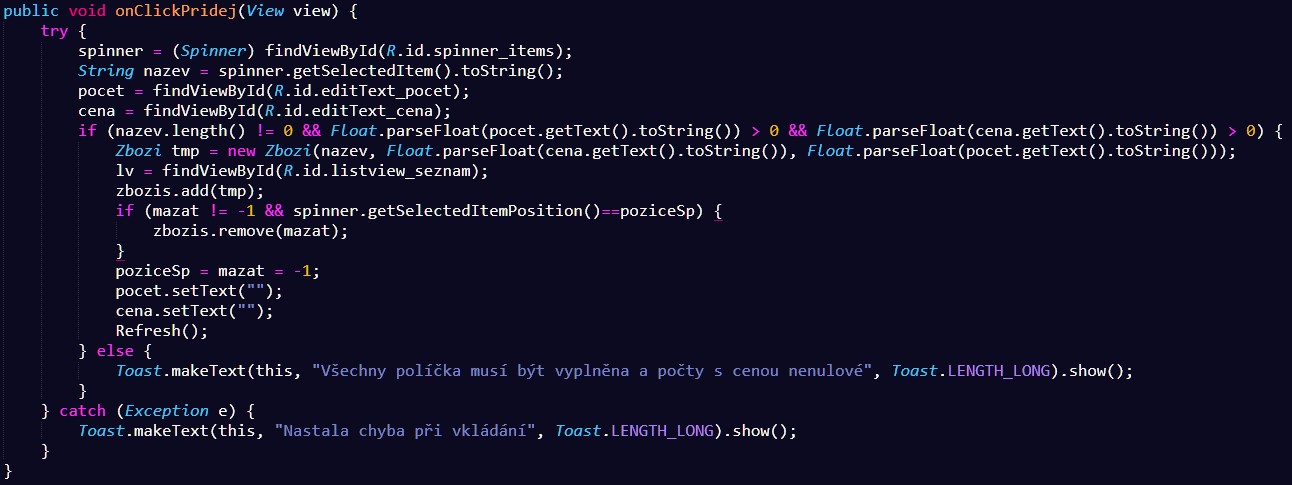 public void onClickPridej(View view) {
    try {
        spinner = (Spinner) findViewById(R.id.spinner_items);
        String nazev = spinner.getSelectedItem().toString();
        pocet = findViewById(R.id.editText_pocet);
        cena = findViewById(R.id.editText_cena);
        if (nazev.length() != 0 && Float.parseFloat(pocet.getText().toString()) > 0 && Float.parseFloat(cena.getText().toString()) > 0) {
            Zbozi tmp = new Zbozi(nazev, Float.parseFloat(cena.getText().toString()), Float.parseFloat(pocet.getText().toString()));
            lv = findViewById(R.id.listview_seznam);
            zbozis.add(tmp);
            if (mazat != -1 && spinner.getSelectedItemPosition()==poziceSp) {
                zbozis.remove(mazat);
            }
            poziceSp = mazat = -1;
            pocet.setText("");
            cena.setText("");
            Refresh();
        } else {
            Toast.makeText(this, "Všechny políčka musí být vyplněna a počty s cenou nenulové", Toast.LENGTH_LONG).show();
        }
    } catch (Exception e) {
        Toast.makeText(this, "Nastala chyba při vkládání", Toast.LENGTH_LONG).show();
    }
}